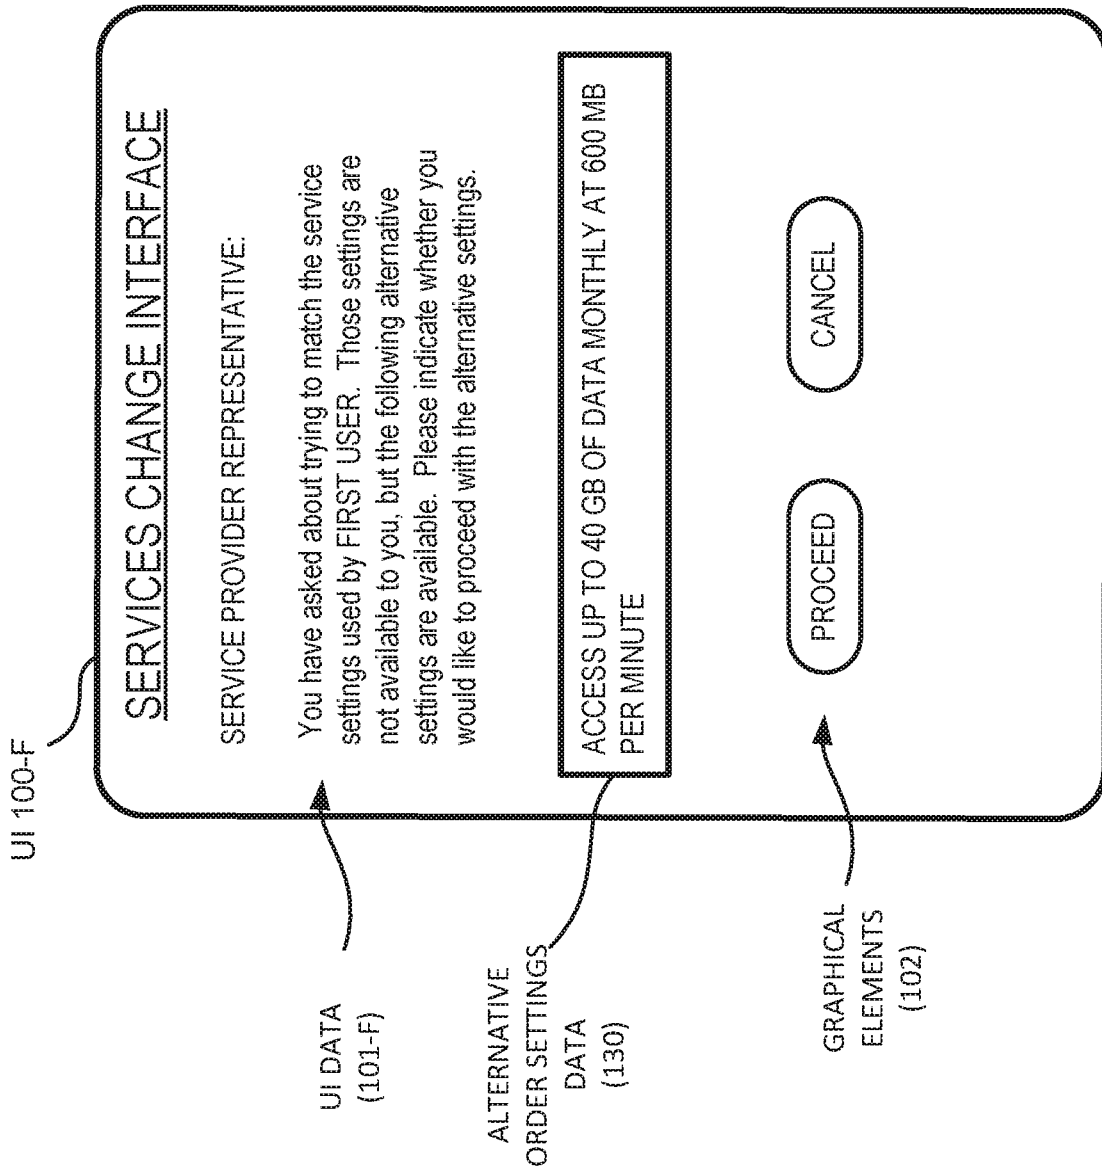 UI 100-F
SERVICES CHANGE INTERFACE
SERVICE PROVIDER REPRESENTATIVE:
You have asked about trying to match the service
settings used by FIRST USER.  Those settings are
not available to you, but the following alternative
settings are available.  Please indicate whether you
would like to proceed with the alternative settings.
ACCESS UP TO 40 GB OF DATA MONTHLY AT 600 MB
PER MINUTE
PROCEED
CANCEL
UI DATA
(101-F)
ALTERNATIVE
ORDER SETTINGS
DATA
(130)
GRAPHICAL
ELEMENTS
(102)